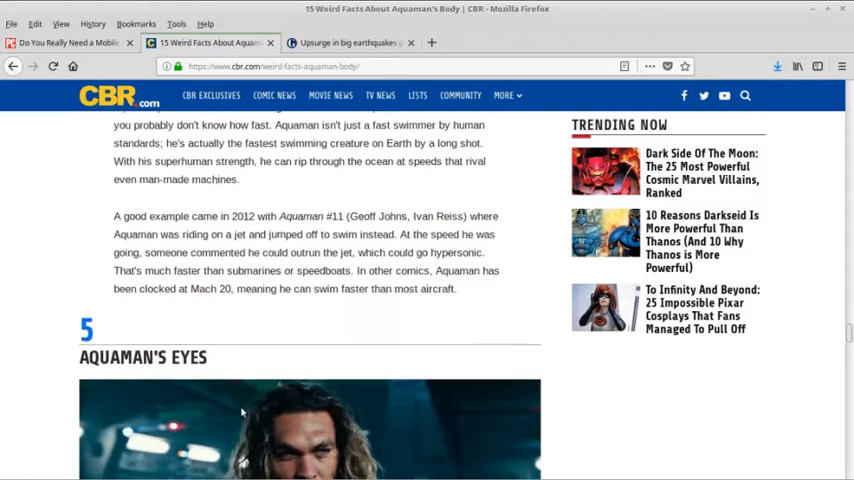 15 Weird Facts About Aquaman's Body | CBR - Mozilla Firefox
File Edit View History Bookmarks Tools Help
Do You Really Need a Mobile
15 Weird Facts About Aquam
Upsurge in big earthquakes p
https://www.cbr.com/weird-facts-aquaman-body/
CBR.com
CBR EXCLUSIVES COMIC NEWS MOVIE NEWS TV NEWS LISTS COMMUNITY MORE
you probably don't know how fast. Aquaman isn't just a fast swimmer by human
standards; he's actually the fastest swimming creature on Earth by a long shot.
With his superhuman strength, he can rip through the ocean at speeds that rival
even man-made machines.
A good example came in 2012 with Aquaman #11 (Geoff Johns, Ivan Reiss) where
Aquaman was riding on a jet and jumped off to swim instead. At the speed he was
going, someone commented he could outrun the jet, which could go hypersonic.
That's much faster than submarines or speedboats. In other comics, Aquaman has
been clocked at Mach 20, meaning he can swim faster than most aircraft.
5
AQUAMAN'S EYES
TRENDING NOW
Dark Side Of The Moon:
The 25 Most Powerful
Cosmic Marvel Villains,
Ranked
10 Reasons Darkseid Is
More Powerful Than
Thanos (And 10 Why
Thanos is More
Powerful)
To Infinity And Beyond:
25 Impossible Pixar
Cosplays That Fans
Managed To Pull Off